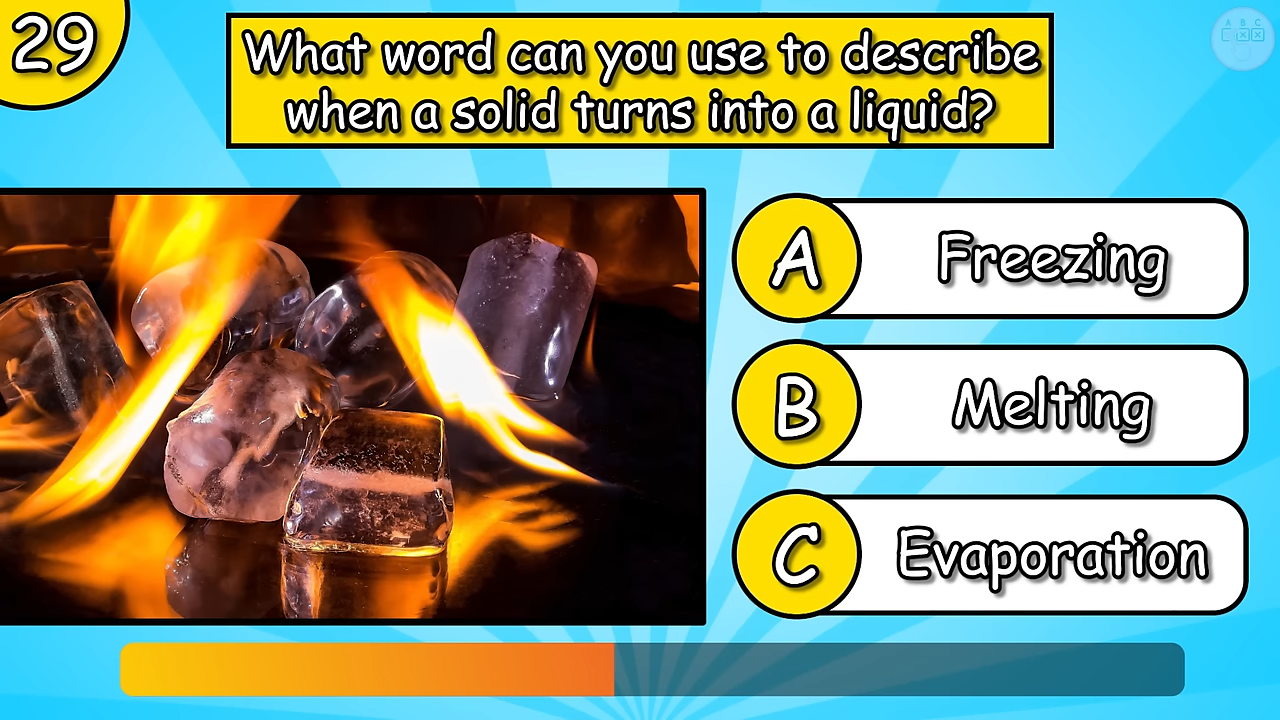 29
What word can you use to describe
when a solid turns into a liquid?
A
Freezing
B
Melting
C
Evaporation
A B C